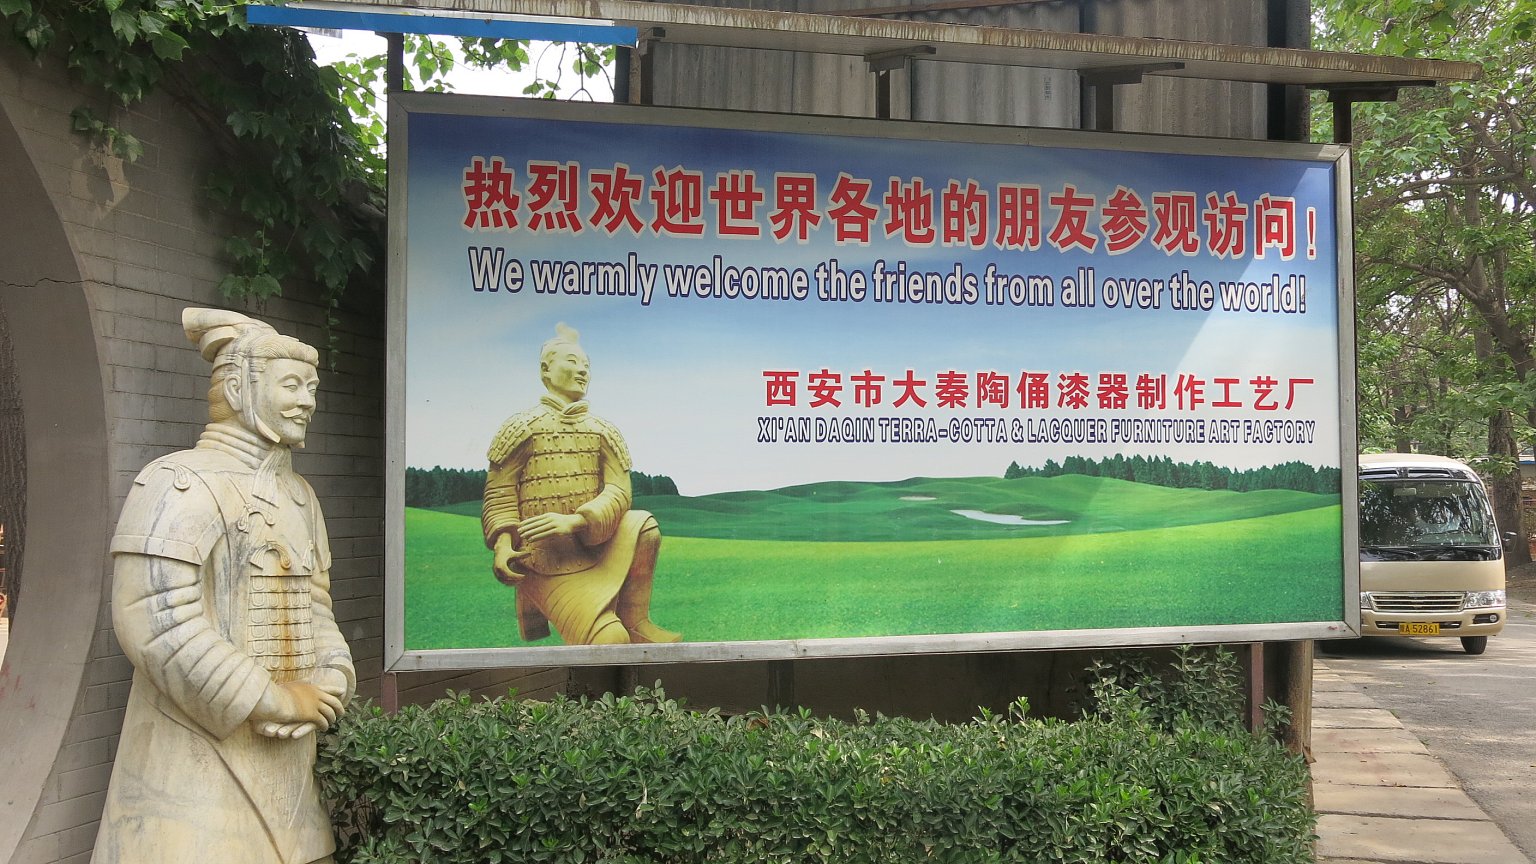 热烈欢迎世界各地的朋友参观访问！
We warmly welcome the friends from all over the world!
西安市大秦陶俑漆器制作工艺厂
XI'AN DAQIN TERRA-COTTA & LACQUER FURNITURE ART FACTORY
A 52861